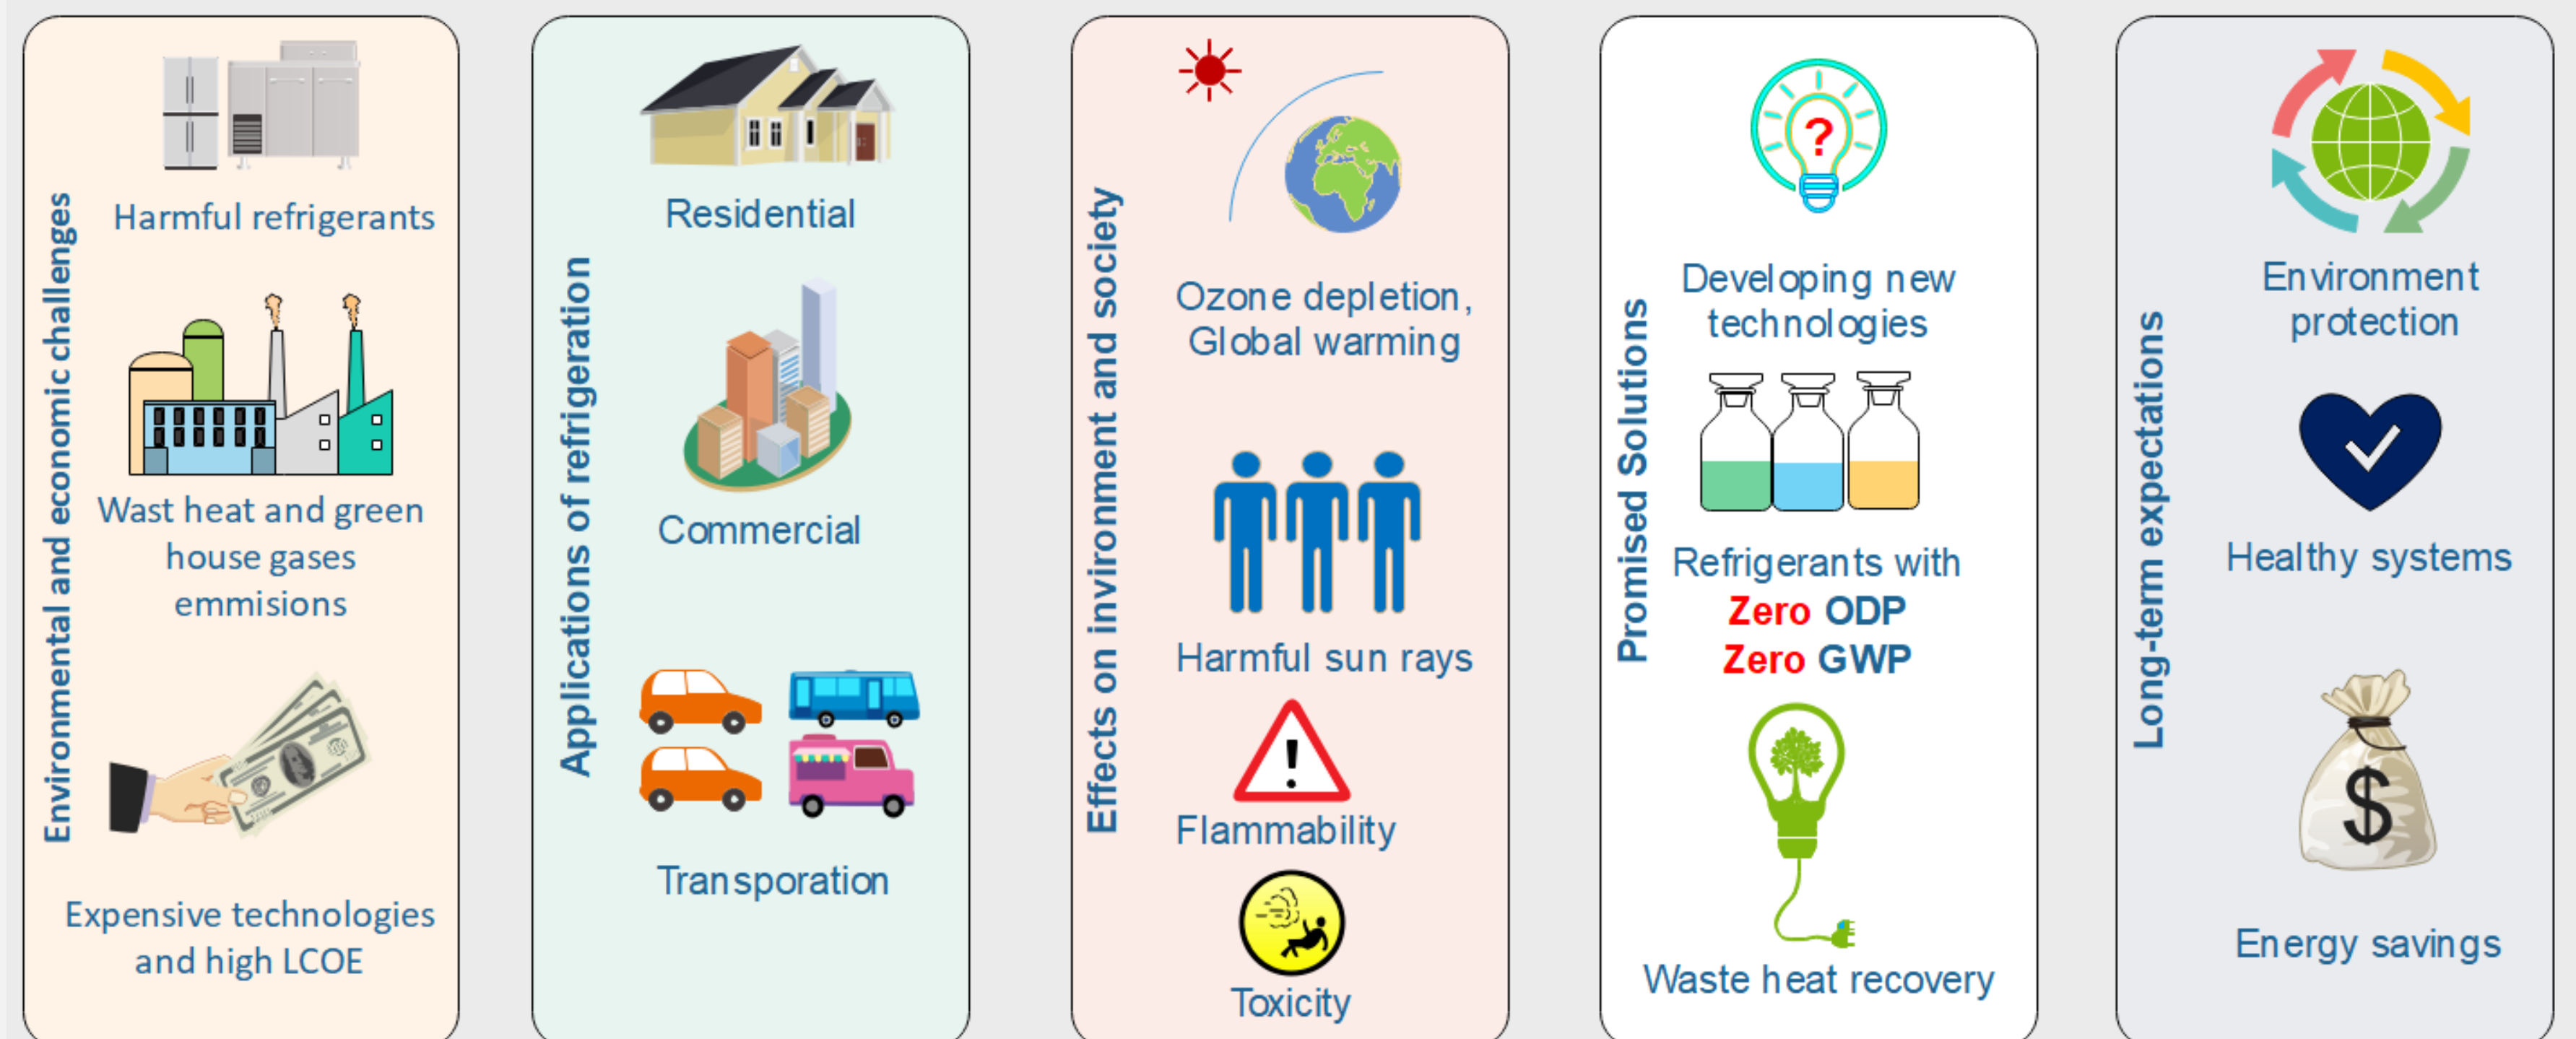 Environmental and economic challenges
Harmful refrigerants
Wast heat and green
house gases
emmisions
Expensive technologies
and high LCOE
Applications of refrigeration
Residential
Commercial
Transporation
Effects on invironment and society
Ozone depletion,
Global warming
Harmful sun rays
!
Flammability
Toxicity
Promised Solutions
?
Developing new
technologies
Refrigerants with
Zero ODP
Zero GWP
Waste heat recovery
Long-term expectations
Environment
protection
Healthy systems
$
Energy savings